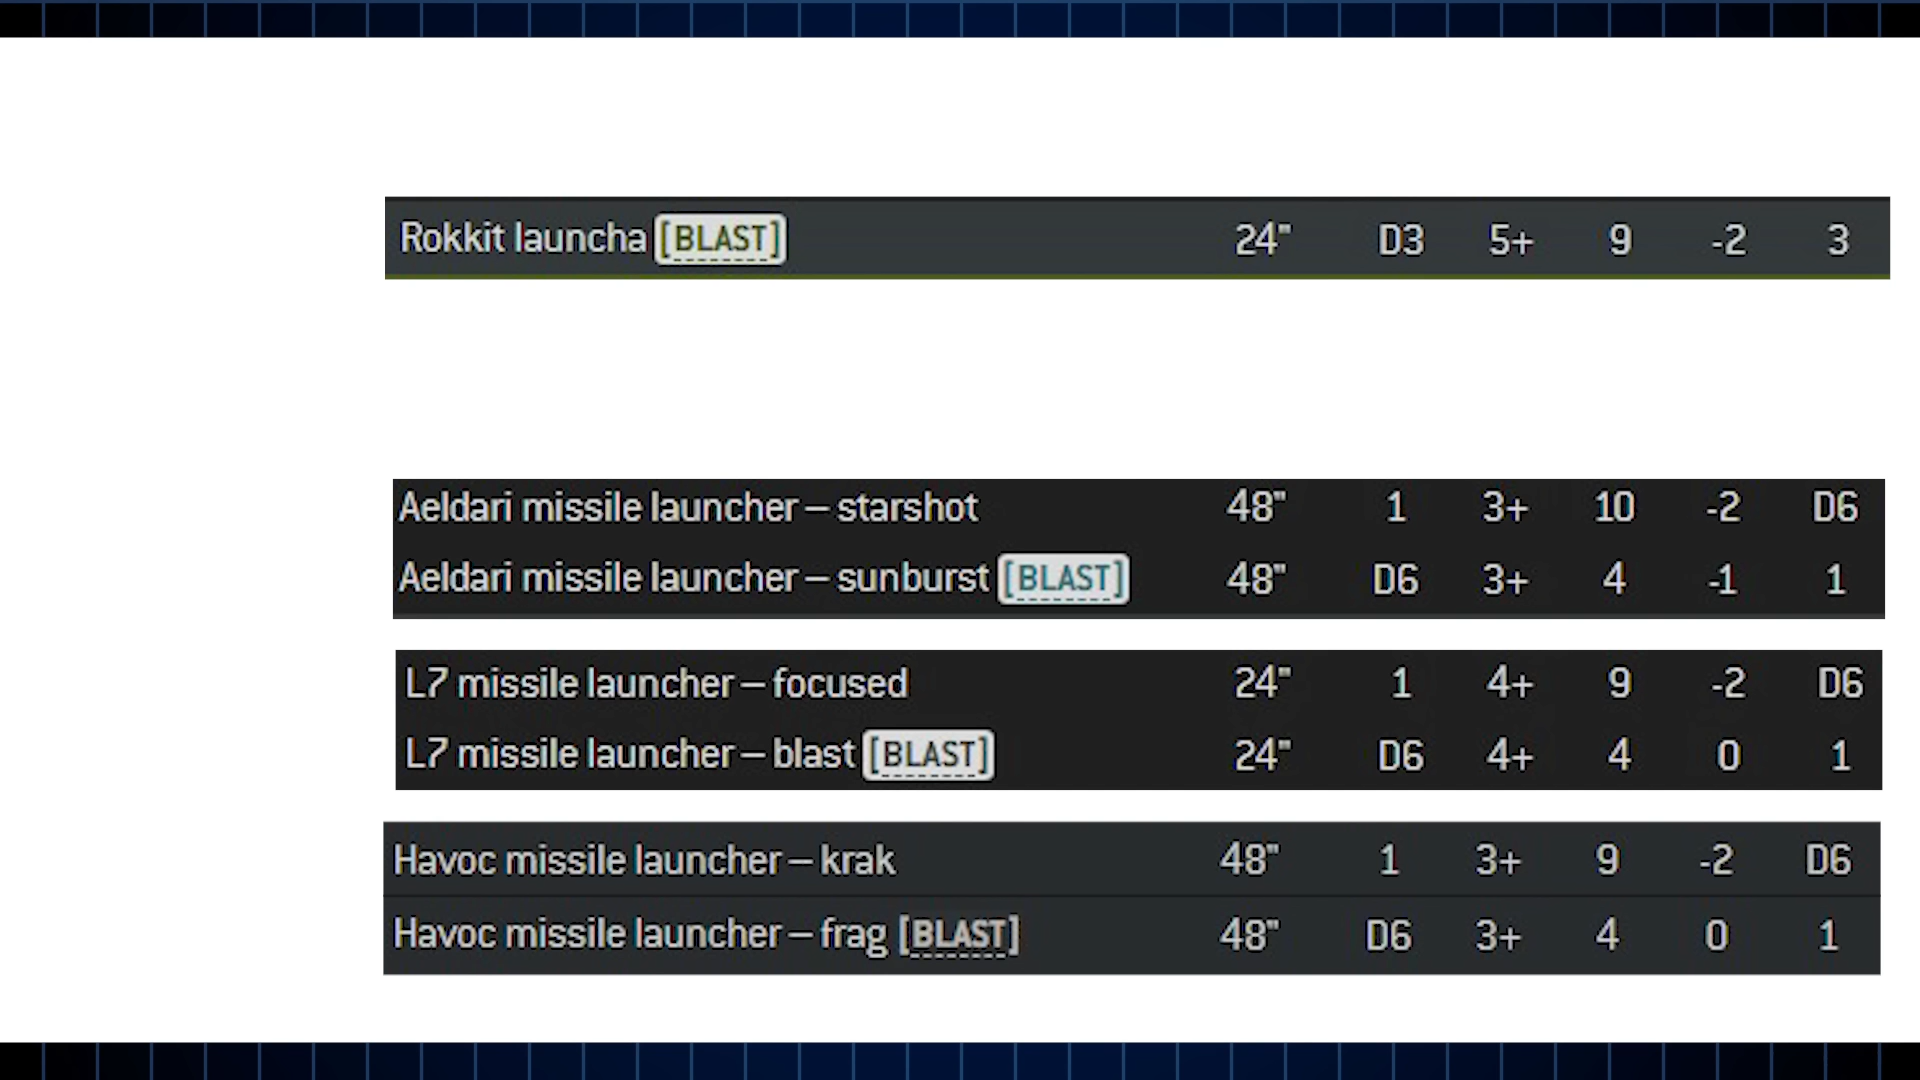 Rokkit launcha [BLAST] 24" D3 5+ 9 -2 3
Aeldari missile launcher – starshot 48" 1 3+ 10 -2 D6
Aeldari missile launcher – sunburst [BLAST] 48" D6 3+ 4 -1 1
L7 missile launcher – focused 24" 1 4+ 9 -2 D6
L7 missile launcher – blast [BLAST] 24" D6 4+ 4 0 1
Havoc missile launcher – krak 48" 1 3+ 9 -2 D6
Havoc missile launcher – frag [BLAST] 48" D6 3+ 4 0 1